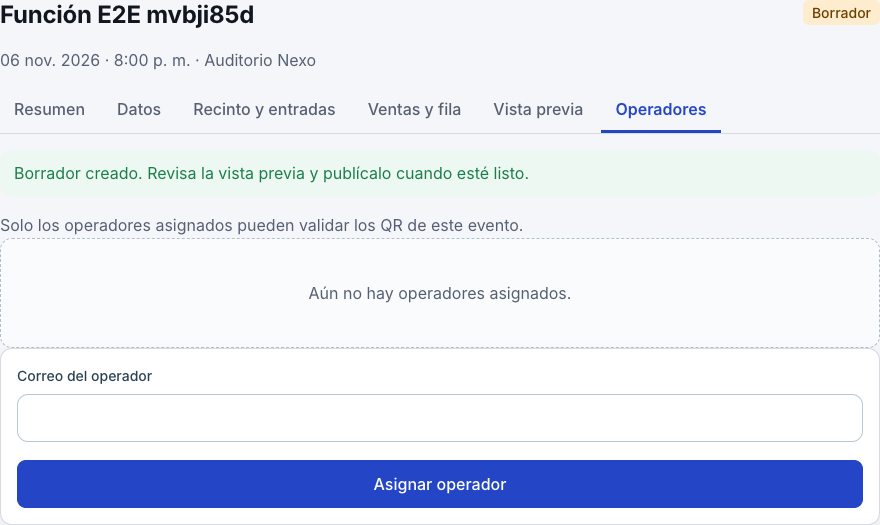 Función E2E mvbji85d
Borrador
06 nov. 2026 · 8:00 p. m. · Auditorio Nexo
Resumen Datos Recinto y entradas Ventas y fila Vista previa Operadores
Borrador creado. Revisa la vista previa y publícalo cuando esté listo.
Solo los operadores asignados pueden validar los QR de este evento.
Aún no hay operadores asignados.
Correo del operador
Asignar operador